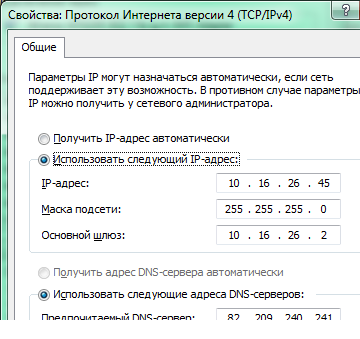 Свойства: Протокол Интернета версии 4 (TCP/IPv4)
?
Общие
Параметры IP могут назначаться автоматически, если сеть
поддерживает эту возможность. В противном случае параметры
IP можно получить у сетевого администратора.
Получить IP-адрес автоматически
Использовать следующий IP-адрес:
IP-адрес: 10 . 16 . 26 . 45
Маска подсети: 255 . 255 . 255 . 0
Основной шлюз: 10 . 16 . 26 . 2
Получить адрес DNS-сервера автоматически
Использовать следующие адреса DNS-серверов:
Предпочитаемый DNS-сервер: 82 . 209 . 240 . 241